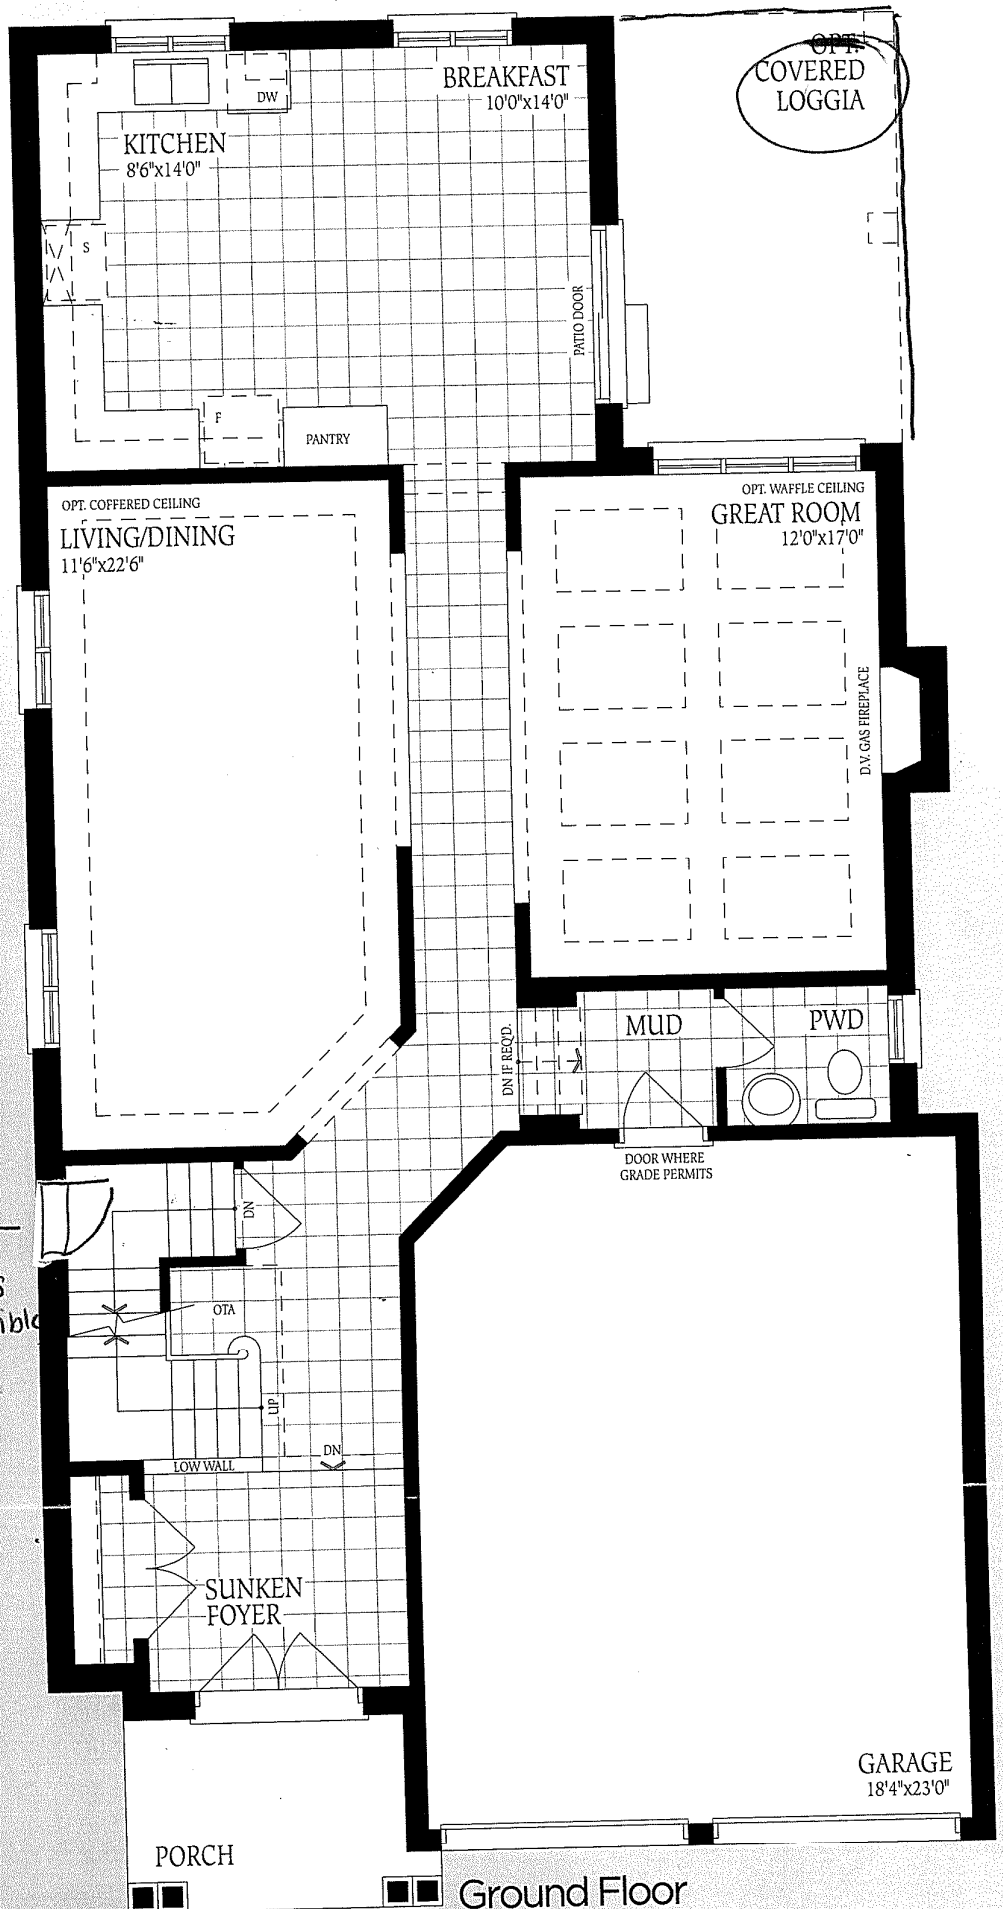 OPT.
COVERED
LOGGIA
BREAKFAST
10'0"x14'0"
DW
KITCHEN
8'6"x14'0"
S
PATIO DOOR
F
PANTRY
OPT. COFFERED CEILING
LIVING/DINING
11'6"x22'6"
OPT. WAFFLE CEILING
GREAT ROOM
12'0"x17'0"
D.V. GAS FIREPLACE
MUD
PWD
DN IF REQ'D.
DOOR WHERE
GRADE PERMITS
DN
OTA
UP
DN
LOW WALL
SUNKEN
FOYER
GARAGE
18'4"x23'0"
PORCH
Ground Floor